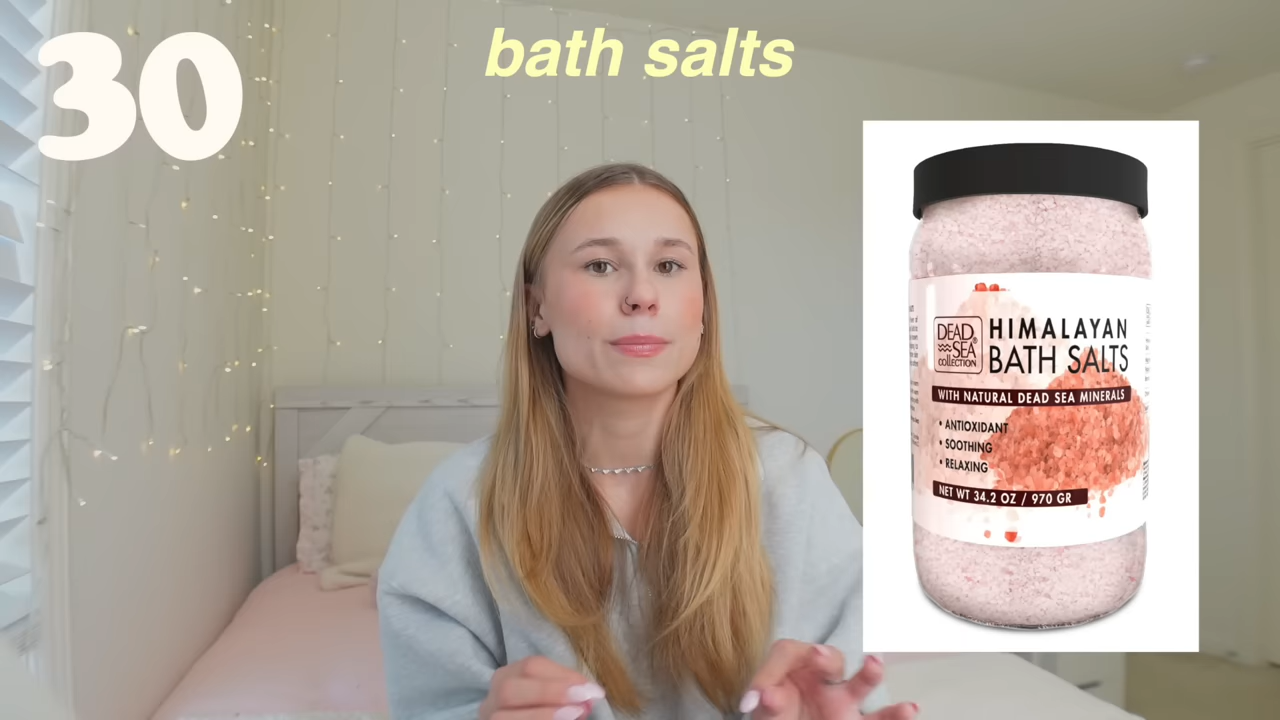 30
bath salts
DEAD
SEA®
COLLECTION
HIMALAYAN
BATH SALTS
WITH NATURAL DEAD SEA MINERALS
• ANTIOXIDANT
• SOOTHING
• RELAXING
NET WT 34.2 OZ / 970 GR